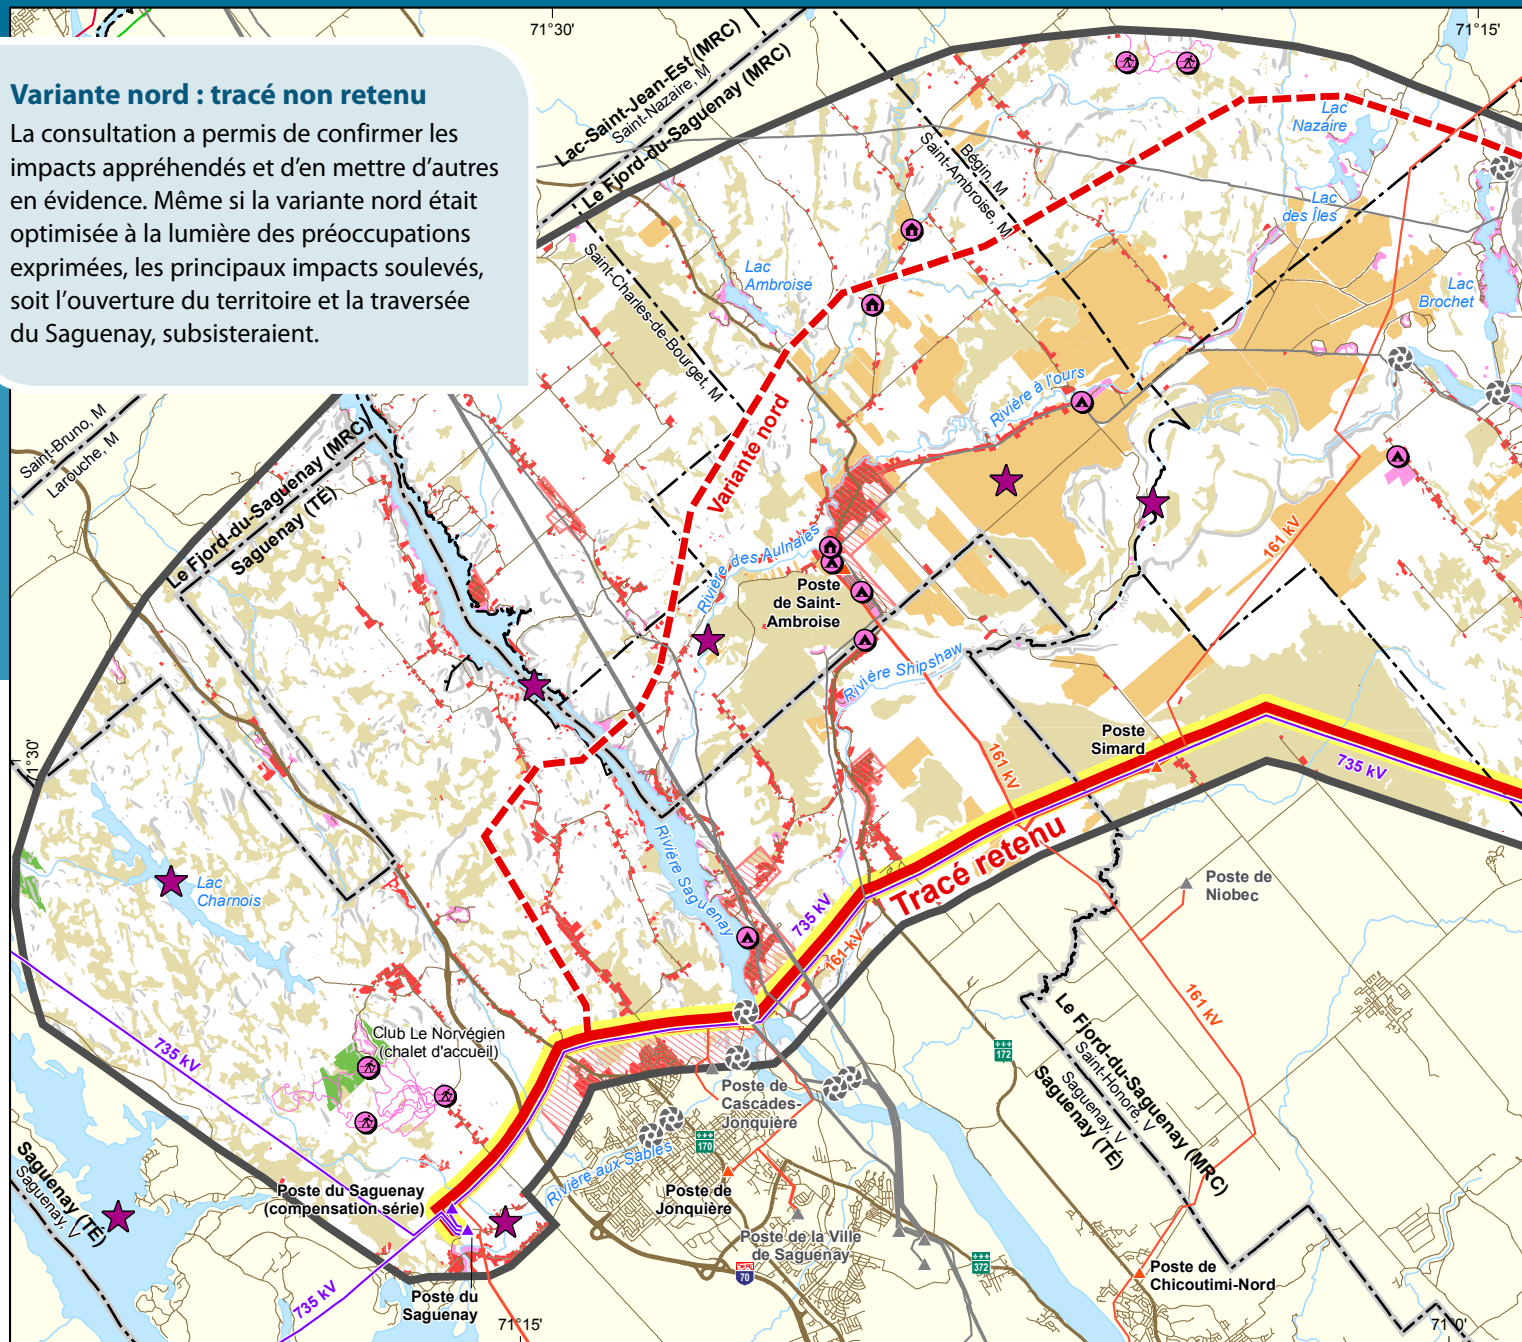 Variante nord : tracé non retenu
La consultation a permis de confirmer les
impacts appréhendés et d'en mettre d'autres
en évidence. Même si la variante nord était
optimisée à la lumière des préoccupations
exprimées, les principaux impacts soulevés,
soit l'ouverture du territoire et la traversée
du Saguenay, subsisteraient.
71°30'
71°15'
Lac-Saint-Jean-Est (MRC)
Saint-Nazaire, M
Le Fjord-du-Saguenay (MRC)
Bégin, M
Saint-Ambroise, M
Lac
Nazaire
Lac
des Îles
Lac
Brochet
Lac
Ambroise
Saint-Charles-de-Bourget, M
Rivière à l'ours
Variante nord
Saint-Bruno, M
Larouche, M
Le Fjord-du-Saguenay (MRC)
Saguenay (TÉ)
161 kV
Rivière des Aulnaies
Poste
de Saint-
Ambroise
Rivière Shipshaw
Poste
Simard
161 kV
735 kV
71°30'
Rivière Saguenay
Tracé retenu
Lac
Charnois
735 kV
161 kV
Poste de
Niobec
161 kV
Club Le Norvégien
(chalet d'accueil)
735 kV
172
Le Fjord-du-Saguenay (MRC)
Saint-Honoré, V
Saguenay, V
Saguenay (TÉ)
Poste de
Cascades-
Jonquière
170
Rivière aux Sables
Saguenay (TÉ)
Saguenay, V
Poste du Saguenay
(compensation série)
Poste de
Jonquière
Poste de la Ville
de Saguenay
70
372
Poste de
Chicoutimi-Nord
735 kV
Poste du
Saguenay
71°15'
71°0'